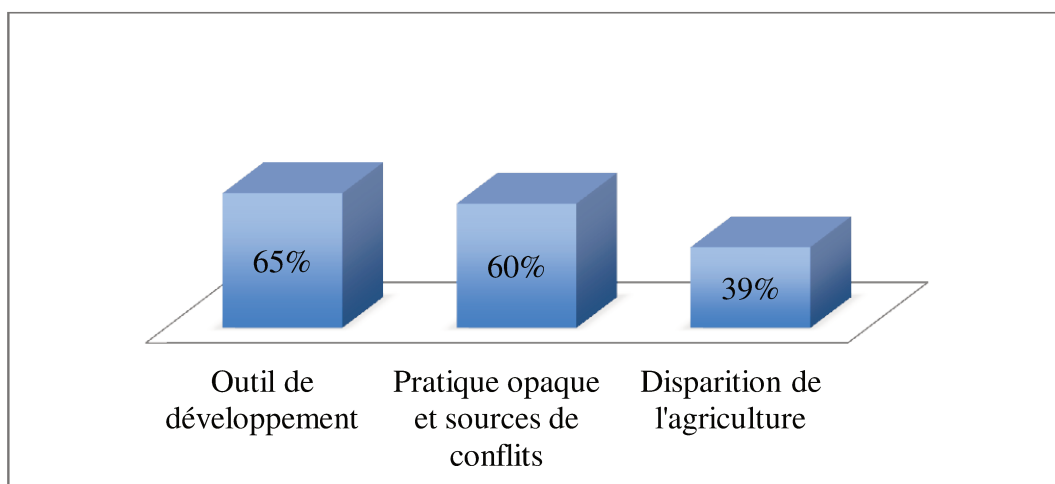 65%
60%
39%
Outil de
développement
Pratique opaque
et sources de
conflits
Disparition de
l'agriculture